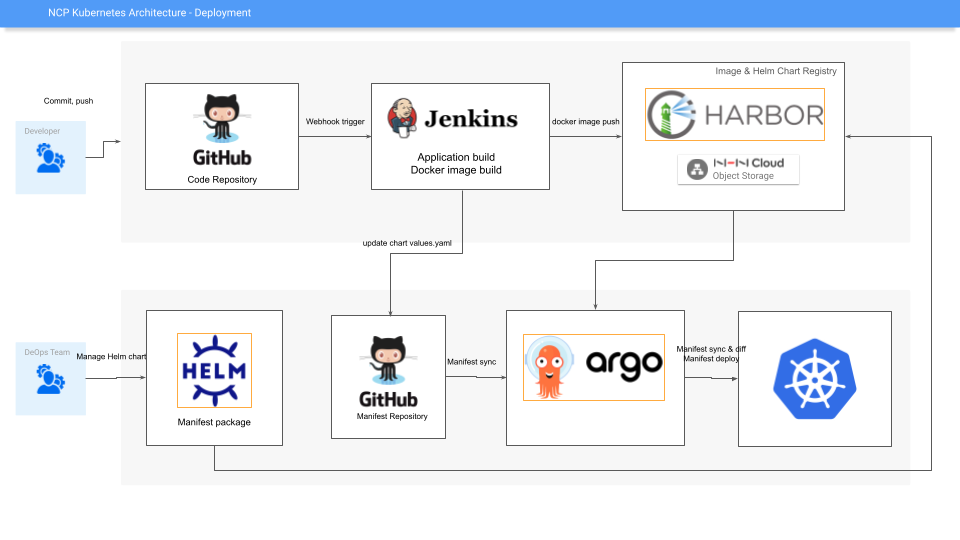 NCP Kubernetes Architecture - Deployment
Commit, push
Developer
GitHub
Code Repository
Webhook trigger
Jenkins
Application build
Docker image build
docker image push
Image & Helm Chart Registry
HARBOR
Cloud
Object Storage
update chart values.yaml
DeOps Team
Manage Helm chart
HELM
Manifest package
GitHub
Manifest Repository
Manifest sync
argo
Manifest sync & diff
Manifest deploy